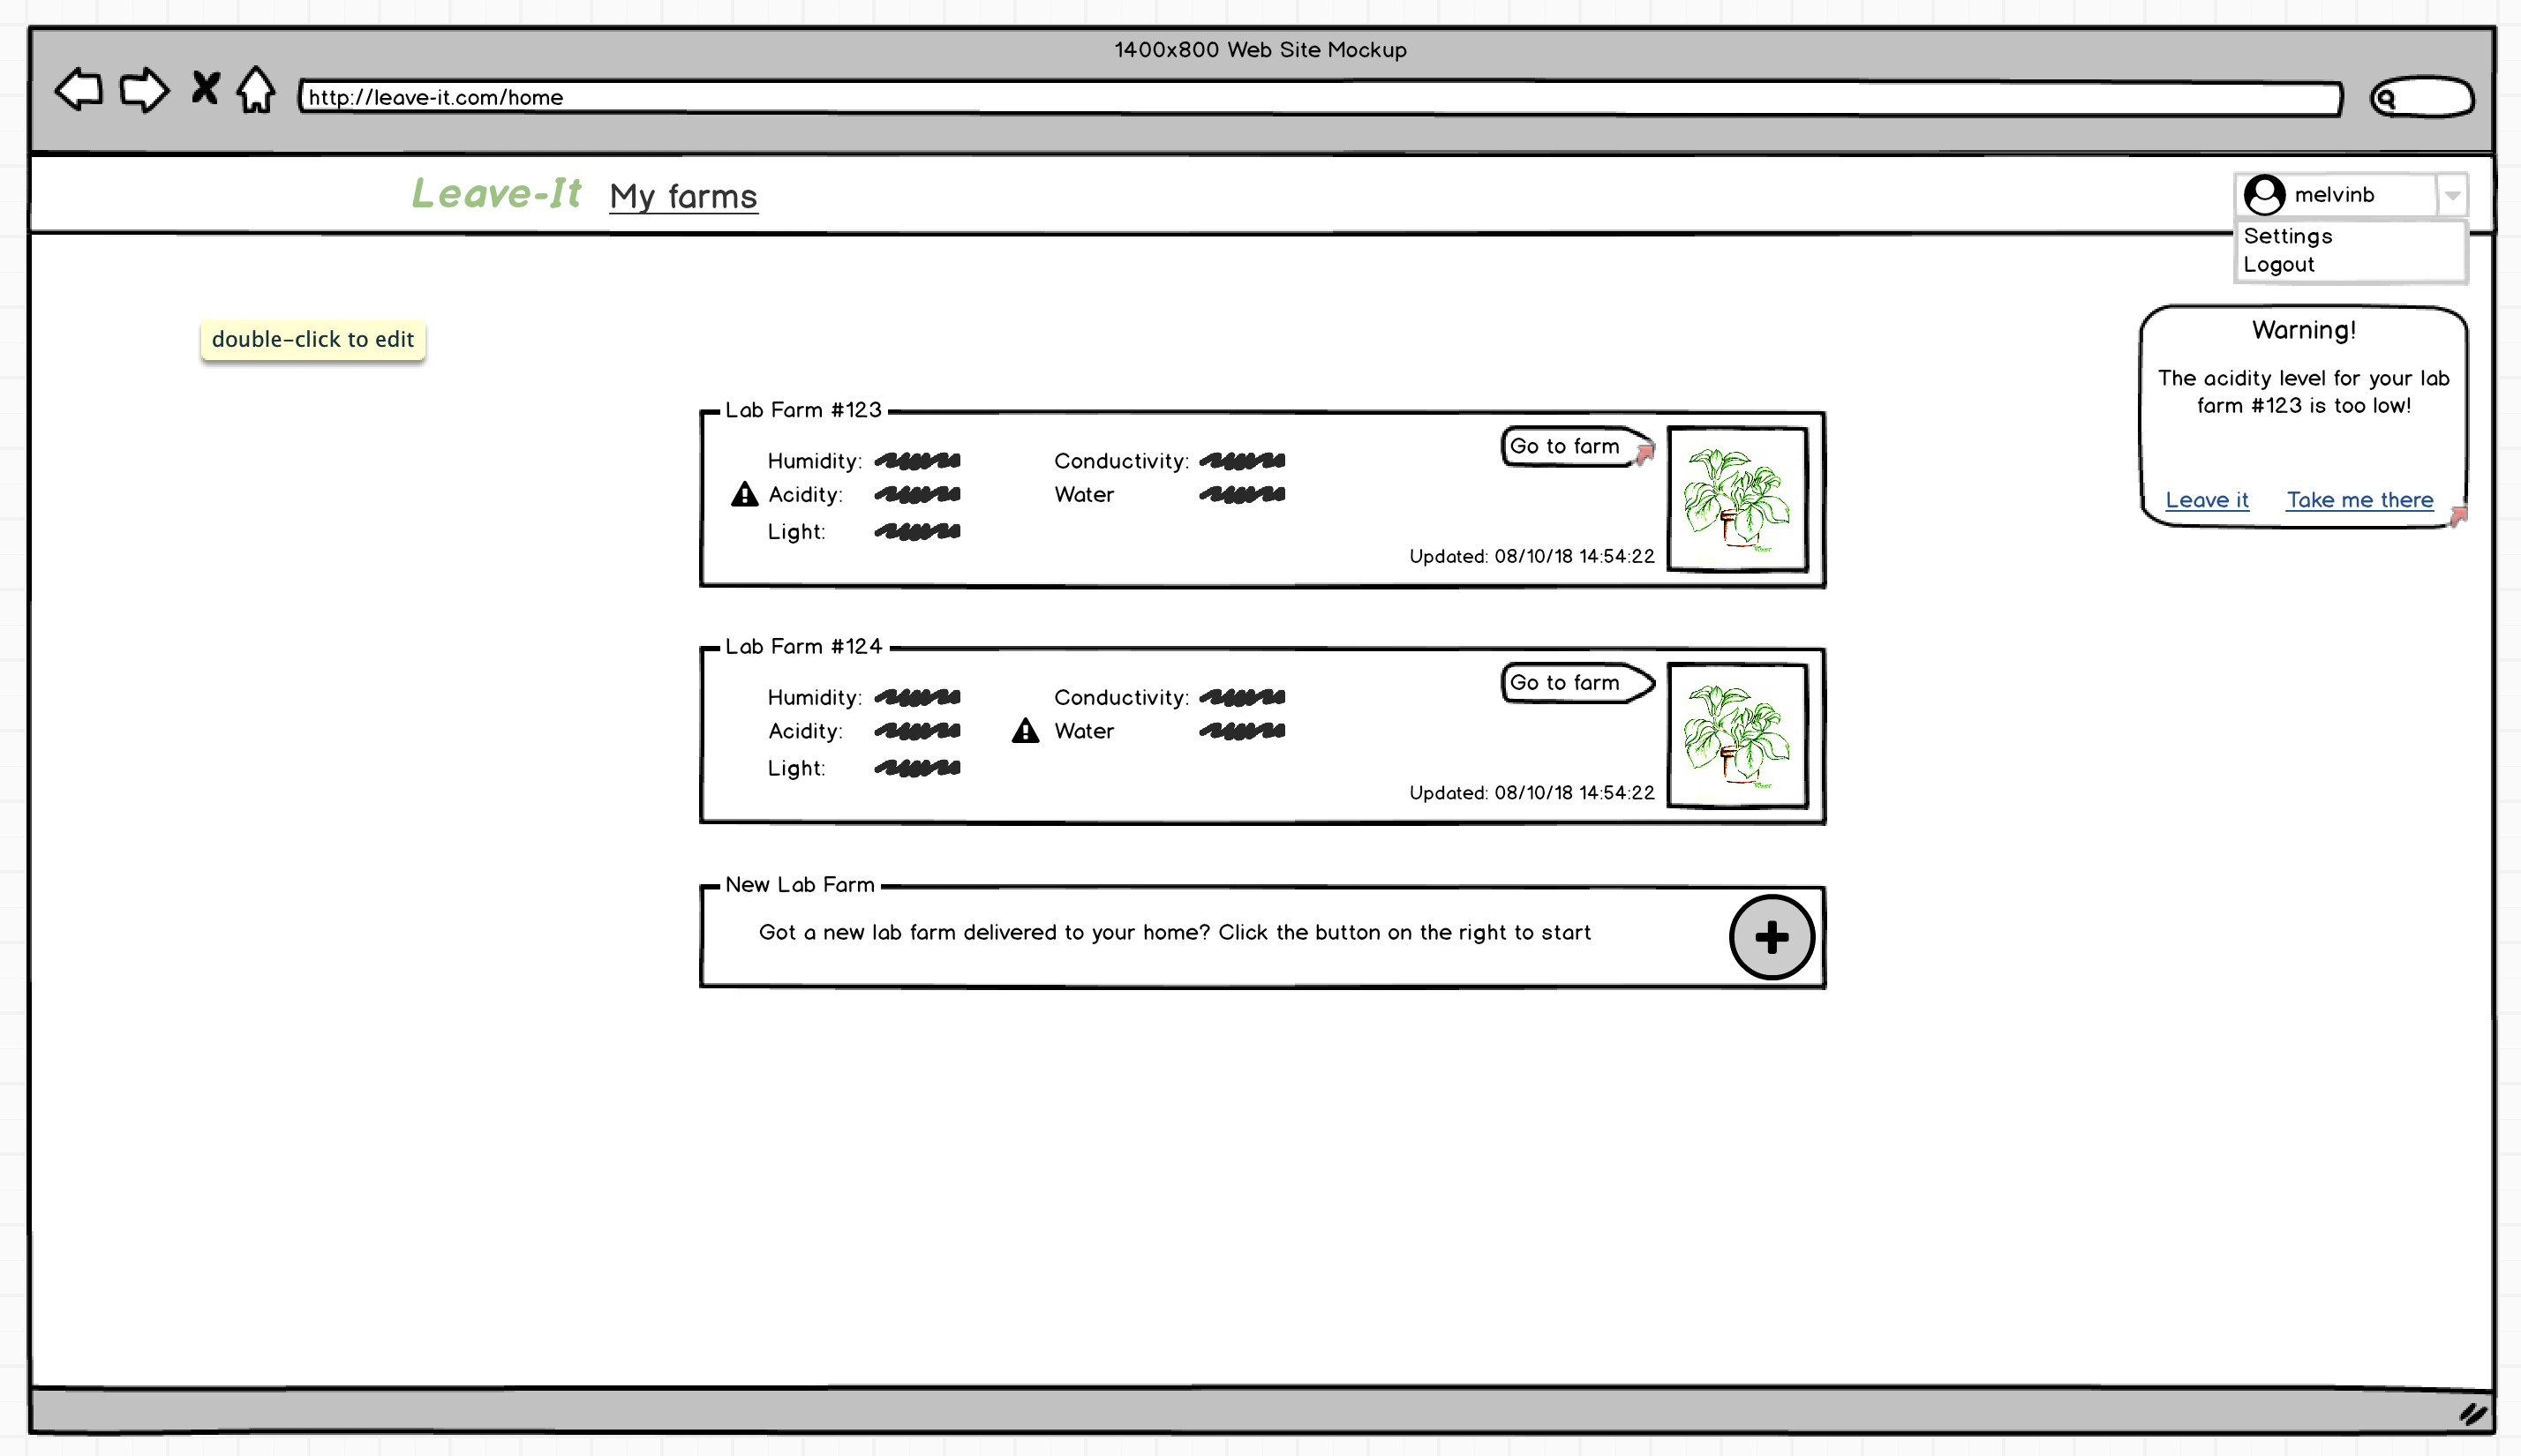 1400x800 Web Site Mockup
http://leave-it.com/home
Leave-It My farms
melvinb
Settings
Logout
double-click to edit
Warning!
The acidity level for your lab
farm #123 is too low!
Leave it Take me there
Lab Farm #123
Humidity: Conductivity:
Acidity: Water
Light:
Go to farm
Updated: 08/10/18 14:54:22
Lab Farm #124
Humidity: Conductivity:
Acidity: Water
Light:
Go to farm
Updated: 08/10/18 14:54:22
New Lab Farm
Got a new lab farm delivered to your home? Click the button on the right to start